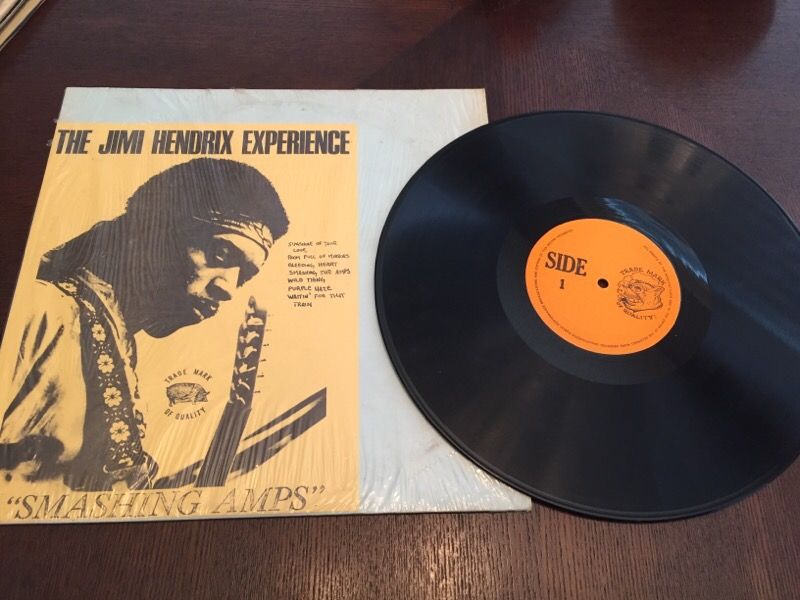 THE JIMI HENDRIX EXPERIENCE
SUNSHINE OF YOUR
LOVE
ROOM FULL OF MIRRORS
BLEEDING HEART
SMASHING THE AMPS
WILD THING
PURPLE HAZE
WAITIN' FOR THAT
TRAIN
TRADE MARK
OF QUALITY
"SMASHING AMPS"
SIDE
1
TRADE MARK
OF QUALITY